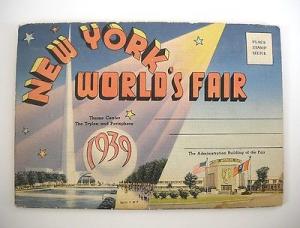 NEW YORK
WORLD'S FAIR
PLACE
STAMP
HERE
Theme Center
The Trylon and Perisphere
1939
The Administration Building of the Fair